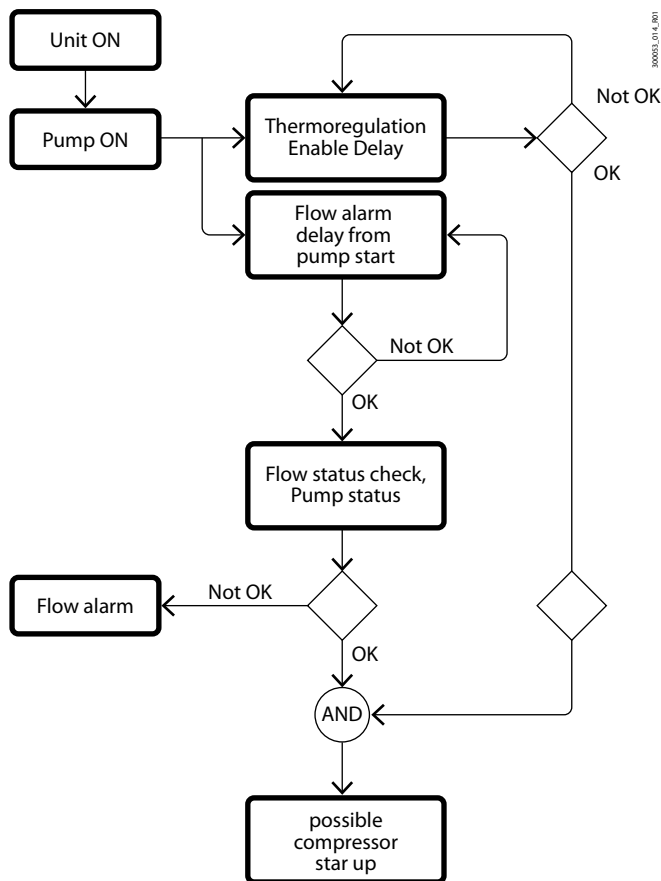 Unit ON
300053_014_R01
Not OK
Pump ON
Thermoregulation
Enable Delay
OK
Flow alarm
delay from
pump start
Not OK
OK
Flow status check,
Pump status
Not OK
Flow alarm
OK
AND
possible
compressor
star up